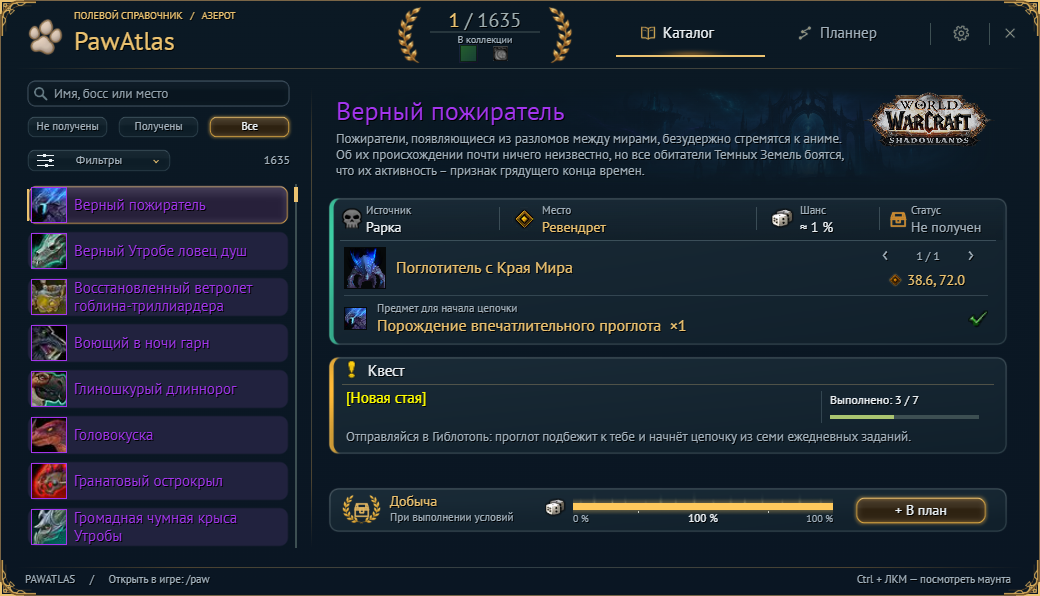 ПОЛЕВОЙ СПРАВОЧНИК / АЗЕРОТ
PawAtlas
1 / 1635
В коллекции
Каталог
Планнер
Имя, босс или место
Не получены
Получены
Все
Фильтры
1635
Верный пожиратель
Верный Утробе ловец душ
Восстановленный ветролет
гоблина-триллиардера
Воющий в ночи гарн
Глиношкурый длиннорог
Головокуска
Гранатовый острокрыл
Громадная чумная крыса
Утробы
Верный пожиратель
Пожиратели, появляющиеся из разломов между мирами, безудержно стремятся к аниме.
Об их происхождении почти ничего неизвестно, но все обитатели Темных Земель боятся,
что их активность – признак грядущего конца времен.
WORLD
OF
WARCRAFT
SHADOWLANDS
Источник
Рарка
Место
Ревендрет
Шанс
≈ 1 %
Статус
Не получен
Поглотитель с Края Мира
1 / 1
38.6, 72.0
Предмет для начала цепочки
Порождение впечатлительного проглота ×1
Квест
[Новая стая]
Выполнено: 3 / 7
Отправляйся в Гиблотопь: проглот подбежит к тебе и начнёт цепочку из семи ежедневных заданий.
Добыча
При выполнении условий
0 %
100 %
100 %
+ В план
PAWATLAS / Открыть в игре: /paw
Ctrl + ЛКМ — посмотреть маунта